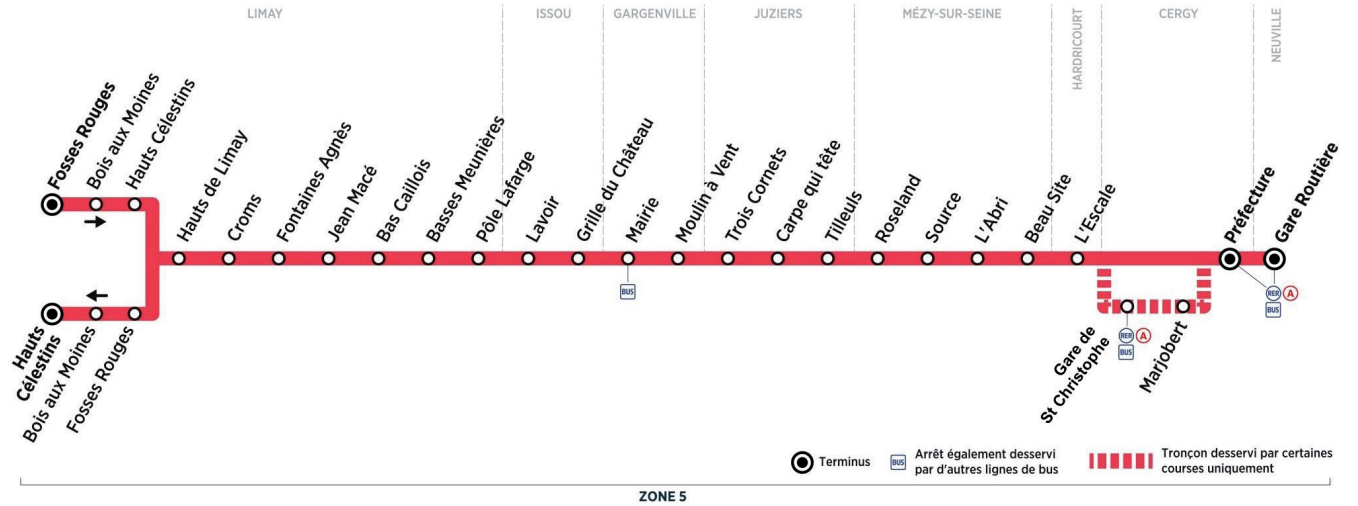 LIMAY
ISSOU
GARGENVILLE
JUZIERS
MÉZY-SUR-SEINE
HARDRICOURT
CERGY
NEUVILLE
Fosses Rouges
Bois aux Moines
Hauts Célestins
Hauts de Limay
Croms
Fontaines Agnès
Jean Macé
Bas Caillois
Basses Meunières
Pôle Lafarge
Lavoir
Grille du Château
Mairie
Moulin à Vent
Trois Cornets
Carpe qui tête
Tilleuls
Roseland
Source
L'Abri
Beau Site
L'Escale
Préfecture
Gare Routière
BUS
RER A
BUS
Hauts
Célestins
Bois aux Moines
Fosses Rouges
Gare de
St Christophe
RER A
BUS
Marjobert
Terminus
BUS
Arrêt également desservi
par d'autres lignes de bus
Tronçon desservi par certaines
courses uniquement
ZONE 5